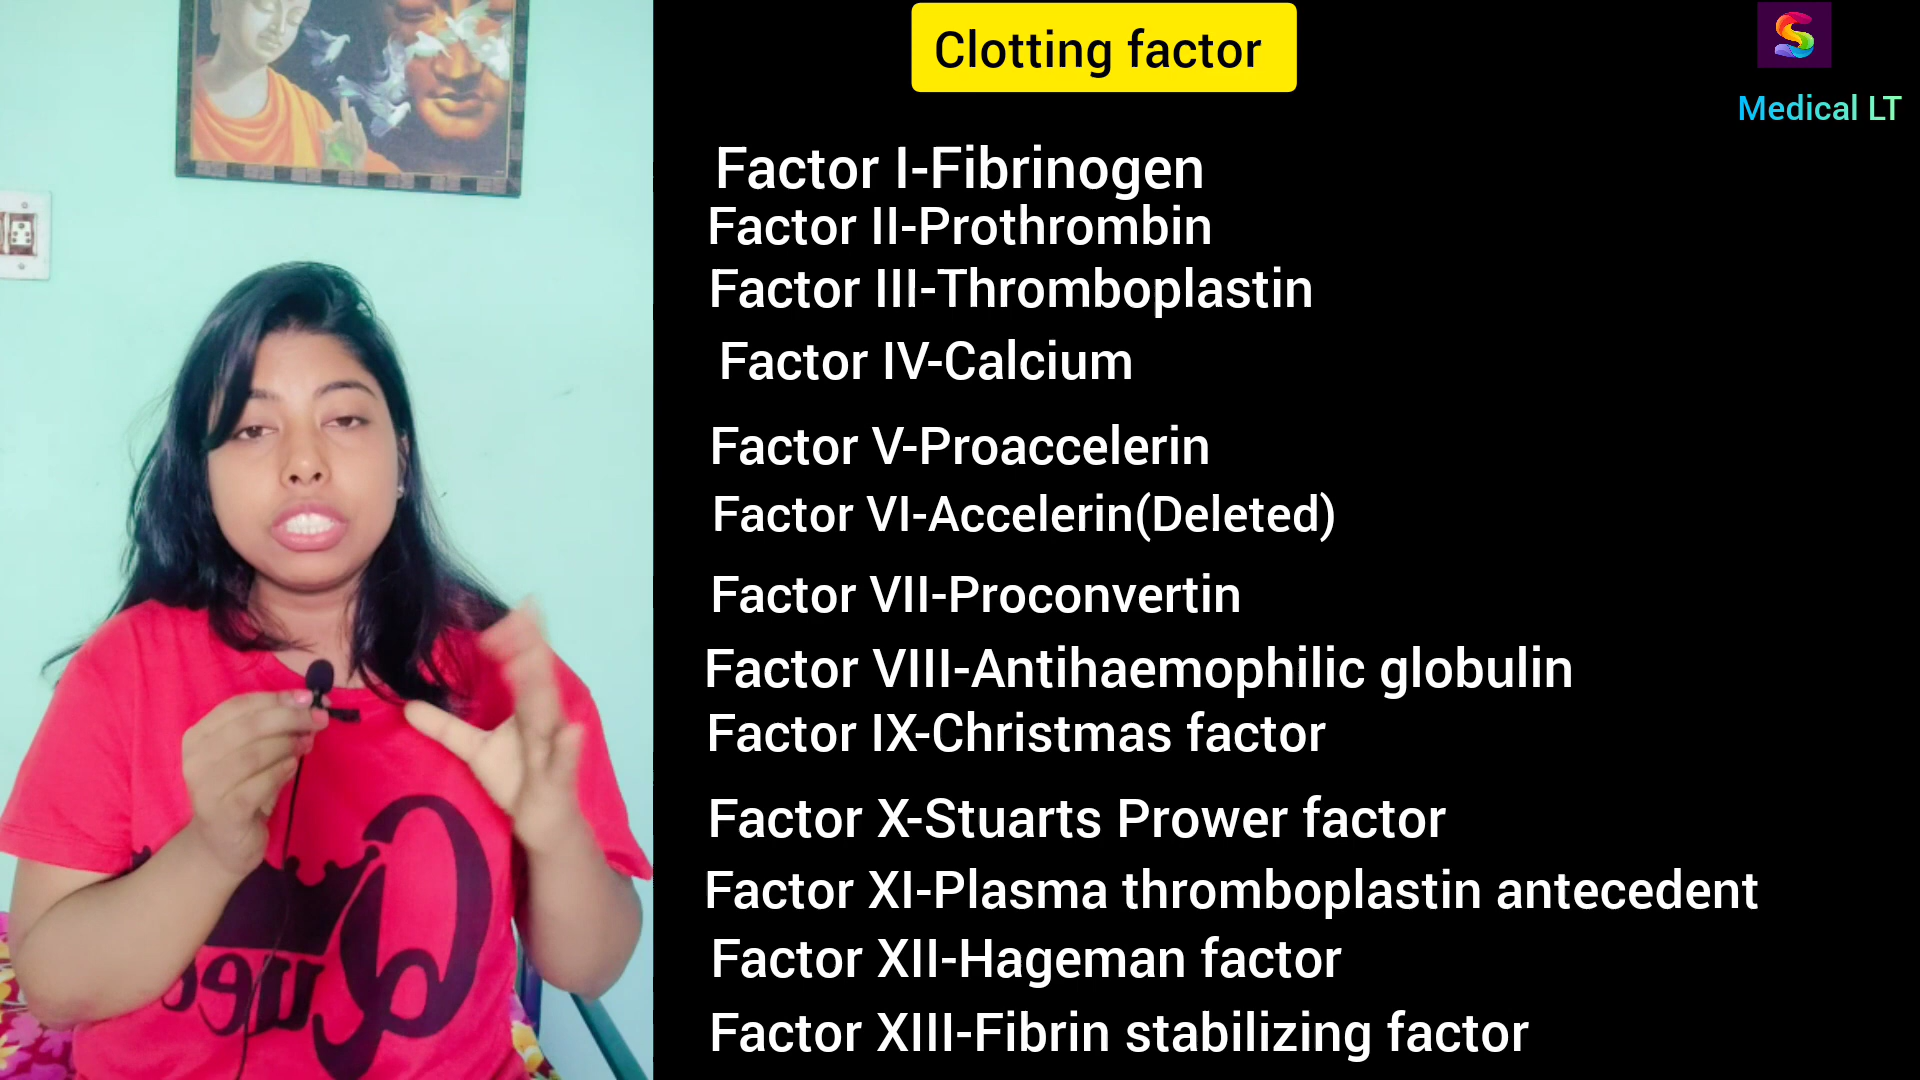 Clotting factor
Medical LT
Factor I-Fibrinogen
Factor II-Prothrombin
Factor III-Thromboplastin
Factor IV-Calcium
Factor V-Proaccelerin
Factor VI-Accelerin(Deleted)
Factor VII-Proconvertin
Factor VIII-Antihaemophilic globulin
Factor IX-Christmas factor
Factor X-Stuarts Prower factor
Factor XI-Plasma thromboplastin antecedent
Factor XII-Hageman factor
Factor XIII-Fibrin stabilizing factor